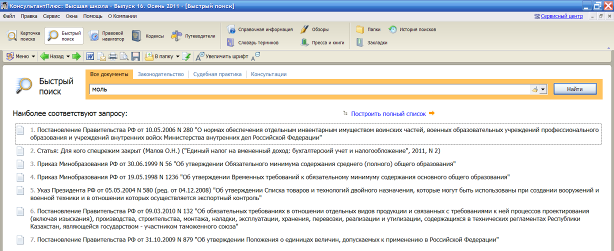 КонсультантПлюс: Высшая школа - Выпуск 16. Осень 2011 - [Быстрый поиск]
Файл Правка Сервис Окна Помощь О Компании Сервисный центр
Карточка поиска
Быстрый поиск
Правовой навигатор
Кодексы
Путеводители
Справочная информация
Словарь терминов
Обзоры
Пресса и книги
Папки
Закладки
История поисков
Меню Назад В папку Увеличить шрифт
Быстрый поиск
Все документы Законодательство Судебная практика Консультации
моль
Найти
Наиболее соответствуют запросу:
Построить полный список
1. Постановление Правительства РФ от 10.05.2006 N 280 "О нормах обеспечения отдельным инвентарным имуществом воинских частей, военных образовательных учреждений профессионального
образования и учреждений внутренних войск Министерства внутренних дел Российской Федерации"
2. Статья: Для кого спецрежим закрыт (Малов О.Н.) ("Единый налог на вмененный доход: бухгалтерский учет и налогообложение", 2011, N 2)
3. Приказ Минобразования РФ от 30.06.1999 N 56 "Об утверждении Обязательного минимума содержания среднего (полного) общего образования"
4. Приказ Минобразования РФ от 19.05.1998 N 1236 "Об утверждении Временных требований к обязательному минимуму содержания основного общего образования"
5. Указ Президента РФ от 05.05.2004 N 580 (ред. от 04.12.2008) "Об утверждении Списка товаров и технологий двойного назначения, которые могут быть использованы при создании вооружений и
военной техники и в отношении которых осуществляется экспортный контроль"
6. Постановление Правительства РФ от 09.03.2010 N 132 "Об обязательных требованиях в отношении отдельных видов продукции и связанных с требованиями к ней процессов проектирования
(включая изыскания), производства, строительства, монтажа, наладки, эксплуатации, хранения, перевозки, реализации и утилизации, содержащихся в технических регламентах Республики
Казахстан, являющейся государством - участником таможенного союза"
7. Постановление Правительства РФ от 31.10.2009 N 879 "Об утверждении Положения о единицах величин, допускаемых к применению в Российской Федерации"